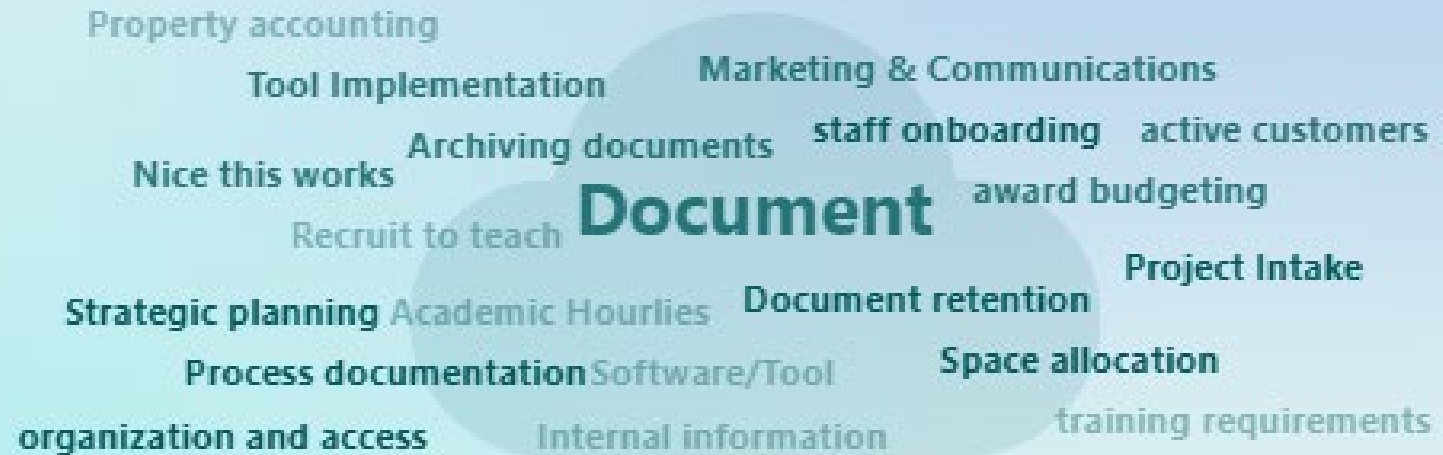 Property accounting
Tool Implementation
Marketing & Communications
Archiving documents
staff onboarding
active customers
Nice this works
Document
award budgeting
Recruit to teach
Project Intake
Strategic planning
Academic Hourlies
Document retention
Process documentation
Software/Tool
Space allocation
organization and access
Internal information
training requirements